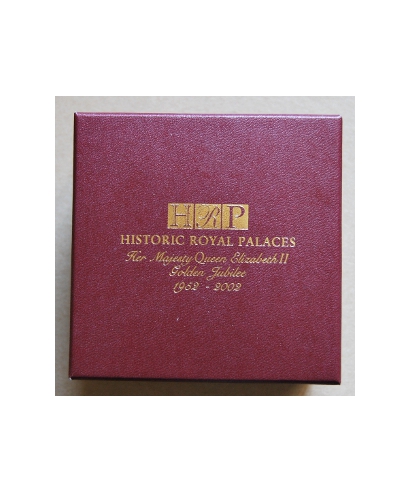 HRP
HISTORIC ROYAL PALACES
Her Majesty Queen Elizabeth II
Golden Jubilee
1952 - 2002